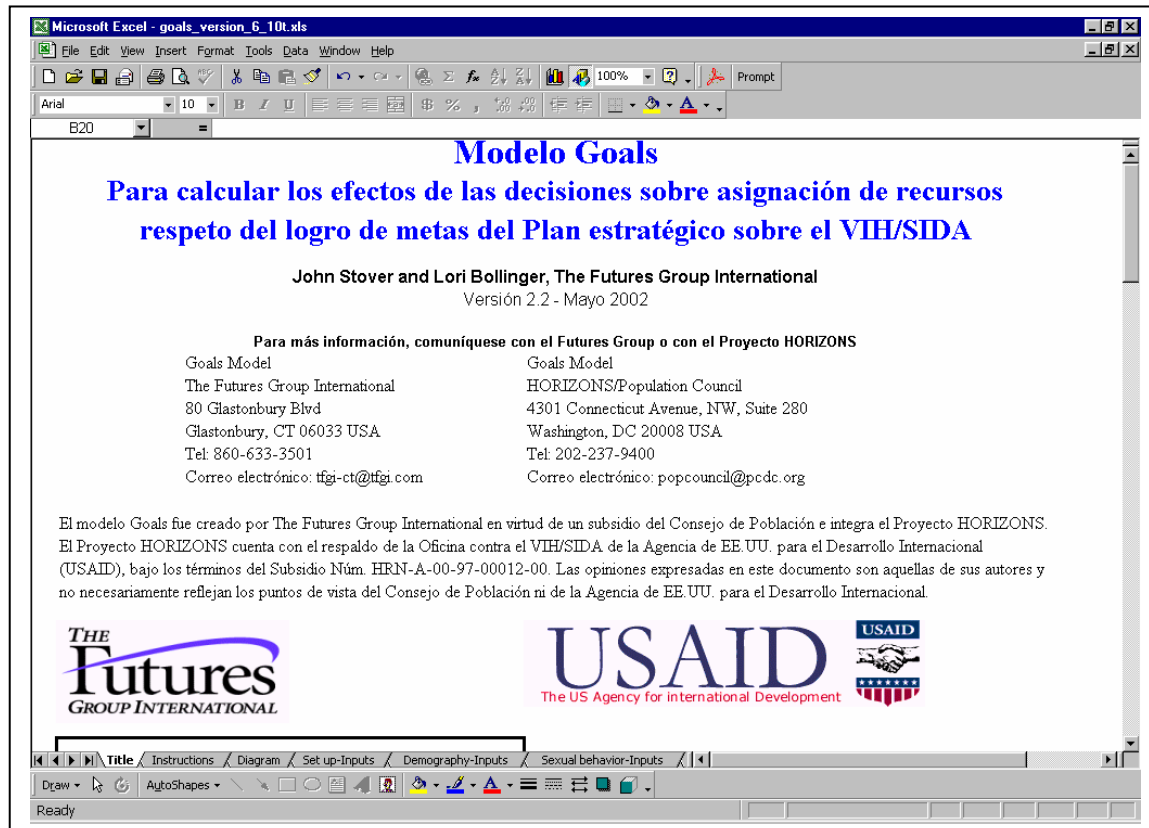 Microsoft Excel - goals_version_6_10t.xls
File Edit View Insert Format Tools Data Window Help
100% Prompt
Arial 10 B I U $ % ,
B20 =
Modelo Goals
Para calcular los efectos de las decisiones sobre asignación de recursos
respeto del logro de metas del Plan estratégico sobre el VIH/SIDA
John Stover and Lori Bollinger, The Futures Group International
Versión 2.2 - Mayo 2002
Para más información, comuníquese con el Futures Group o con el Proyecto HORIZONS
Goals Model Goals Model
The Futures Group International HORIZONS/Population Council
80 Glastonbury Blvd 4301 Connecticut Avenue, NW, Suite 280
Glastonbury, CT 06033 USA Washington, DC 20008 USA
Tel: 860-633-3501 Tel: 202-237-9400
Correo electrónico: tfgi-ct@tfgi.com Correo electrónico: popcouncil@pcdc.org
El modelo Goals fue creado por The Futures Group International en virtud de un subsidio del Consejo de Población e integra el Proyecto HORIZONS.
El Proyecto HORIZONS cuenta con el respaldo de la Oficina contra el VIH/SIDA de la Agencia de EE.UU. para el Desarrollo Internacional
(USAID), bajo los términos del Subsidio Núm. HRN-A-00-97-00012-00. Las opiniones expresadas en este documento son aquellas de sus autores y
no necesariamente reflejan los puntos de vista del Consejo de Población ni de la Agencia de EE.UU. para el Desarrollo Internacional.
THE
Futures
GROUP INTERNATIONAL
USAID
The US Agency for international Development
USAID
Title Instructions Diagram Set up-Inputs Demography-Inputs Sexual behavior-Inputs
Draw AutoShapes
Ready